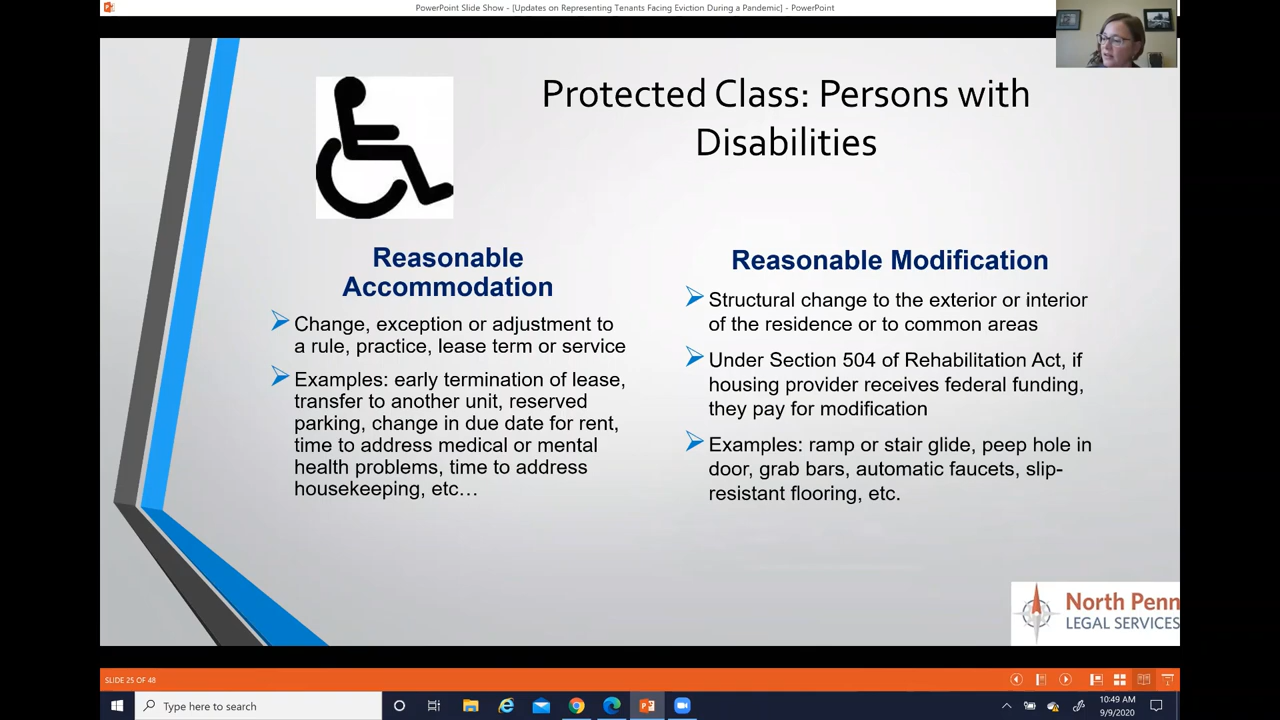 PowerPoint Slide Show - [Updates on Representing Tenants Facing Eviction During a Pandemic] - PowerPoint
Protected Class: Persons with
Disabilities
Reasonable
Accommodation
Change, exception or adjustment to
a rule, practice, lease term or service
Examples: early termination of lease,
transfer to another unit, reserved
parking, change in due date for rent,
time to address medical or mental
health problems, time to address
housekeeping, etc…
Reasonable Modification
Structural change to the exterior or interior
of the residence or to common areas
Under Section 504 of Rehabilitation Act, if
housing provider receives federal funding,
they pay for modification
Examples: ramp or stair glide, peep hole in
door, grab bars, automatic faucets, slip-
resistant flooring, etc.
North Penn
LEGAL SERVICES
SLIDE 25 OF 48
Type here to search
10:49 AM
9/9/2020